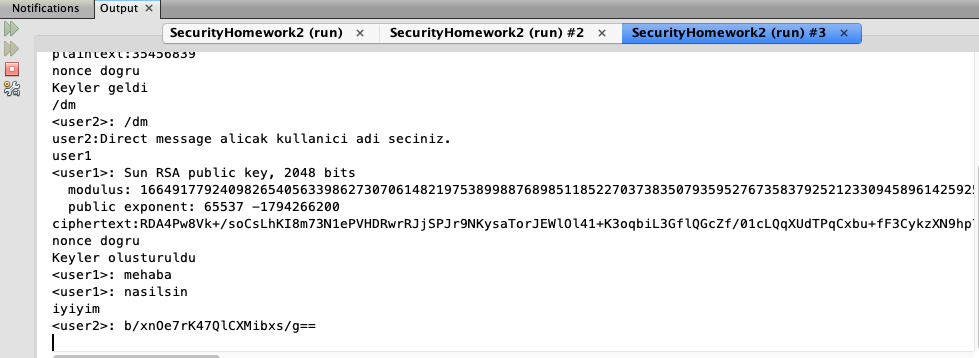 Notifications Output ×
SecurityHomework2 (run) × SecurityHomework2 (run) #2 × SecurityHomework2 (run) #3 ×
plaintext:35456839
nonce dogru
Keyler geldi
/dm
<user2>: /dm
user2:Direct message alicak kullanici adi seciniz.
user1
<user1>: Sun RSA public key, 2048 bits
modulus: 16649177924098265405633986273070614821975389988768985118522703738350793595276735837925212330945896142592
public exponent: 65537 -1794266200
ciphertext:RDA4Pw8Vk+/soCsLhKI8m73N1ePVHDRwrRJjSPJr9NKysaTorJEWlOl41+K3oqbiL3GflQGcZf/01cLQqXUdTPqCxbu+fF3CykzXN9hp
nonce dogru
Keyler olusturuldu
<user1>: mehaba
<user1>: nasilsin
iyiyim
<user2>: b/xnOe7rK47QlCXMibxs/g==